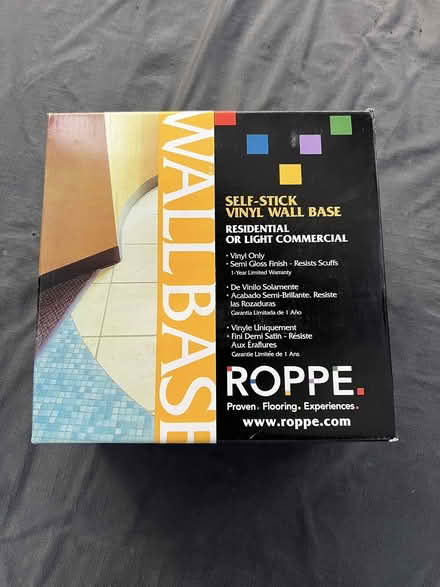 WALLBASE
SELF-STICK
VINYL WALL BASE
RESIDENTIAL
OR LIGHT COMMERCIAL
• Vinyl Only
• Semi Gloss Finish - Resists Scuffs
1-Year Limited Warranty
• De Vinilo Solamente
• Acabado Semi-Brillante. Resiste
las Rozaduras
Garantia Limitada de 1 Año
• Vinyle Uniquement
• Fini Demi Satin - Résiste
Aux Éraflures
Garantie Limitée de 1 Ans
ROPPE.
Proven. Flooring. Experiences.
www.roppe.com